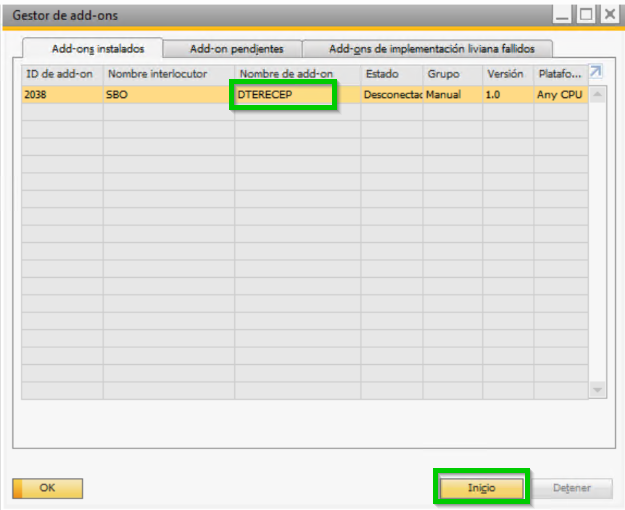 Gestor de add-ons
Add-ons instalados Add-on pendjentes Add-ons de implementación liviana fallidos
ID de add-on Nombre interlocutor Nombre de add-on Estado Grupo Versión Platafo...
2038 SBO DTERECEP Desconectac Manual 1.0 Any CPU
OK Inicio Detener